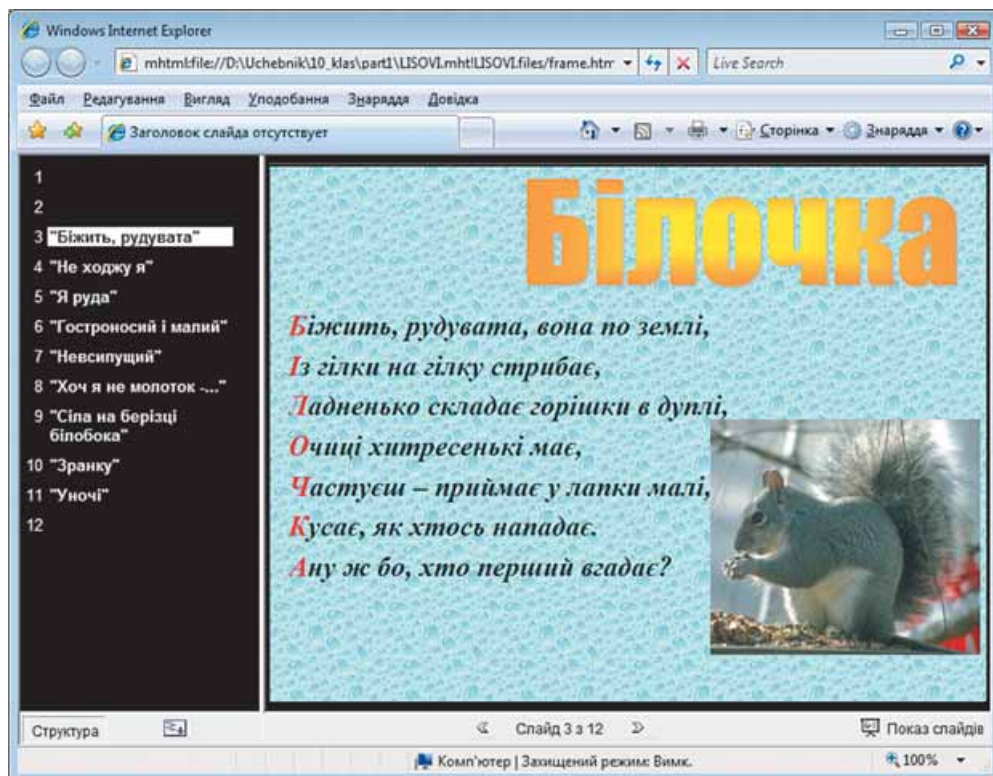 Windows Internet Explorer
mhtml:file://D:\Uchebnik\10_klas\part1\LISOVI.mht!LISOVI.files/frame.htm
Live Search
Файл Редагування Вигляд Уподобання Знаряддя Довідка
Заголовок слайда отсутствует
Сторінка
Знаряддя
1
2
3 "Біжить, рудувата"
4 "Не ходжу я"
5 "Я руда"
6 "Гостроносий і малий"
7 "Невсипущий"
8 "Хоч я не молоток -..."
9 "Сіла на берізці
білобока"
10 "Зранку"
11 "Уночі"
12
Білочка
Біжить, рудувата, вона по землі,
Із гілки на гілку стрибає,
Ладненько складає горішки в дуплі,
Очиці хитресенькі має,
Частуєш – приймає у лапки малі,
Кусає, як хтось нападає.
Ану ж бо, хто перший вгадає?
Структура
Слайд 3 з 12
Показ слайдів
Комп'ютер | Захищений режим: Вимк.
100%